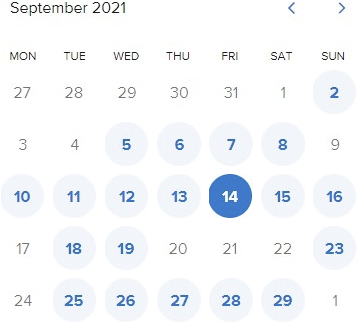 September 2021
MON TUE WED THU FRI SAT SUN
27 28 29 30 31 1 2
3 4 5 6 7 8 9
10 11 12 13 14 15 16
17 18 19 20 21 22 23
24 25 26 27 28 29 1